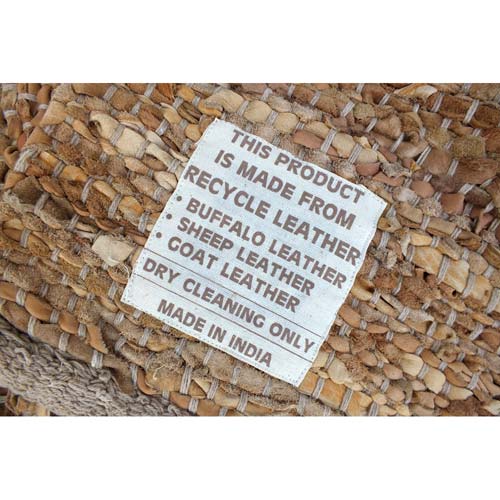 THIS PRODUCT
IS MADE FROM
RECYCLE LEATHER
• BUFFALO LEATHER
• SHEEP LEATHER
GOAT LEATHER
DRY CLEANING ONLY
MADE IN INDIA